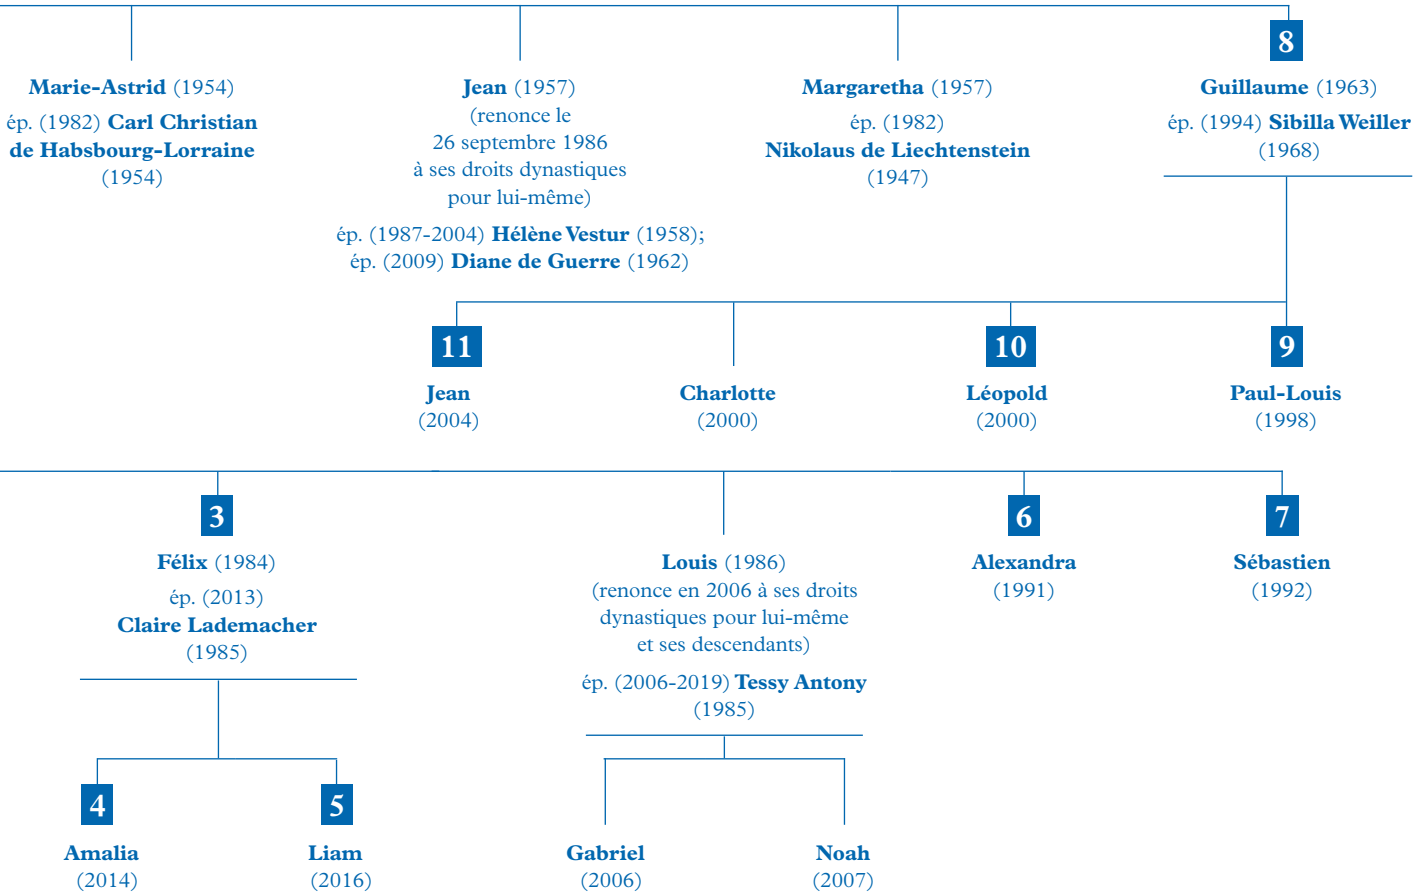 8
Marie-Astrid (1954)
ép. (1982) Carl Christian
de Habsbourg-Lorraine
(1954)
Jean (1957)
(renonce le
26 septembre 1986
à ses droits dynastiques
pour lui-même)
ép. (1987-2004) Hélène Vestur (1958);
ép. (2009) Diane de Guerre (1962)
Margaretha (1957)
ép. (1982)
Nikolaus de Liechtenstein
(1947)
Guillaume (1963)
ép. (1994) Sibilla Weiller
(1968)
11
Jean
(2004)
Charlotte
(2000)
10
Léopold
(2000)
9
Paul-Louis
(1998)
3
Félix (1984)
ép. (2013)
Claire Lademacher
(1985)
Louis (1986)
(renonce en 2006 à ses droits
dynastiques pour lui-même
et ses descendants)
ép. (2006-2019) Tessy Antony
(1985)
6
Alexandra
(1991)
7
Sébastien
(1992)
4
Amalia
(2014)
5
Liam
(2016)
Gabriel
(2006)
Noah
(2007)